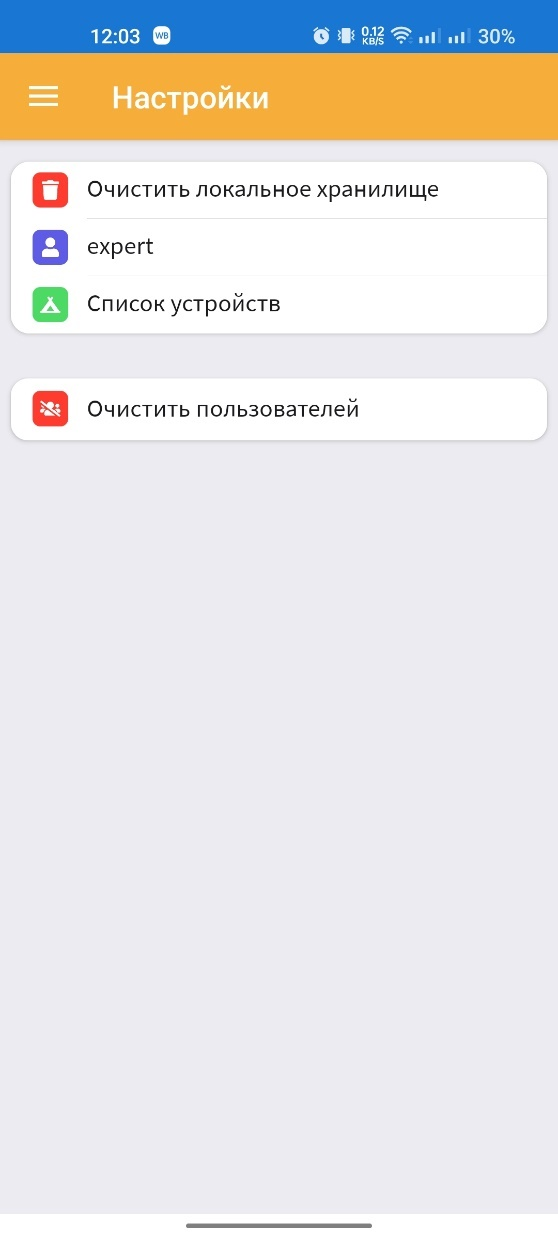 12:03 WB 0.12 KB/S 30%
Настройки
Очистить локальное хранилище
expert
Список устройств
Очистить пользователей